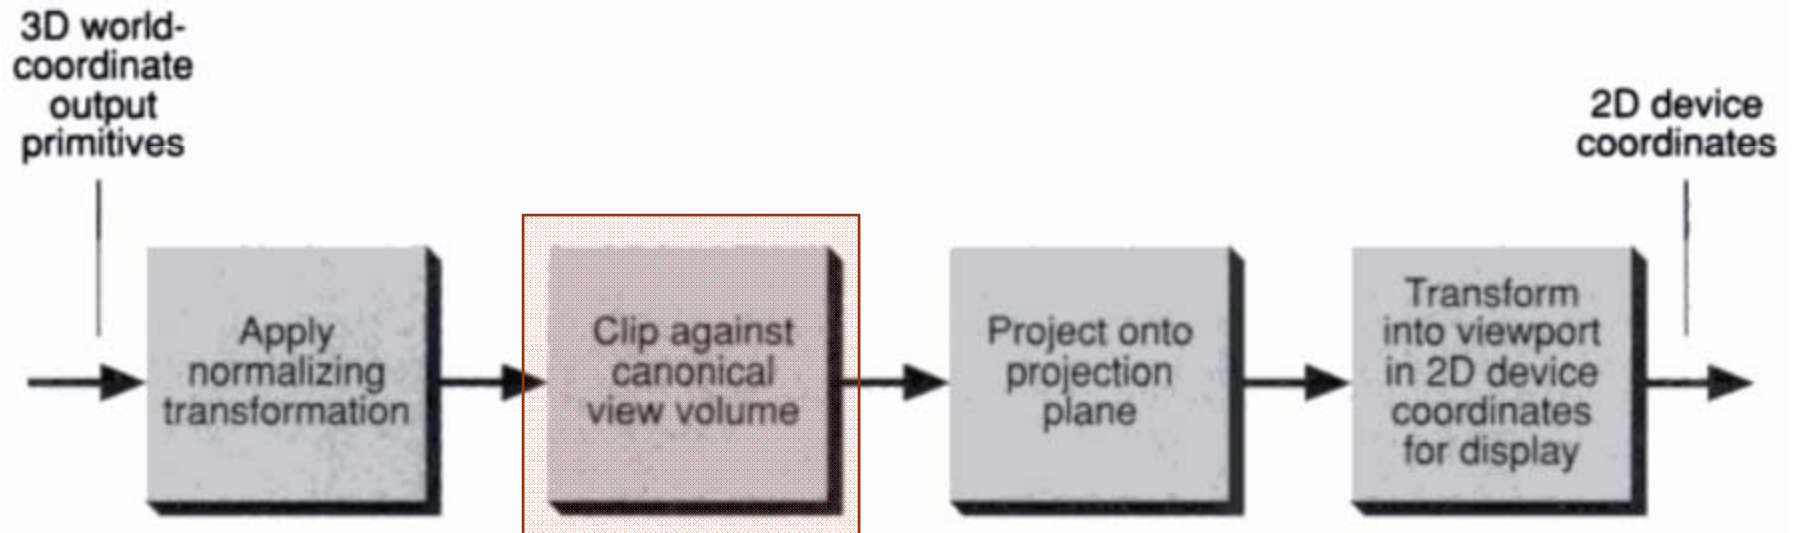 3D world-
coordinate
output
primitives
2D device
coordinates
Apply
normalizing
transformation
Clip against
canonical
view volume
Project onto
projection
plane
Transform
into viewport
in 2D device
coordinates
for display